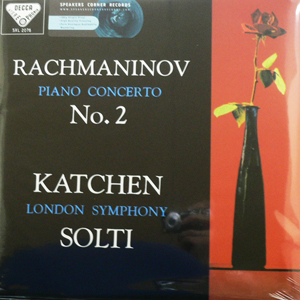 DECCA
SXL 2076
SPEAKERS CORNER RECORDS
RACHMANINOV
PIANO CONCERTO
No. 2
KATCHEN
LONDON SYMPHONY
SOLTI